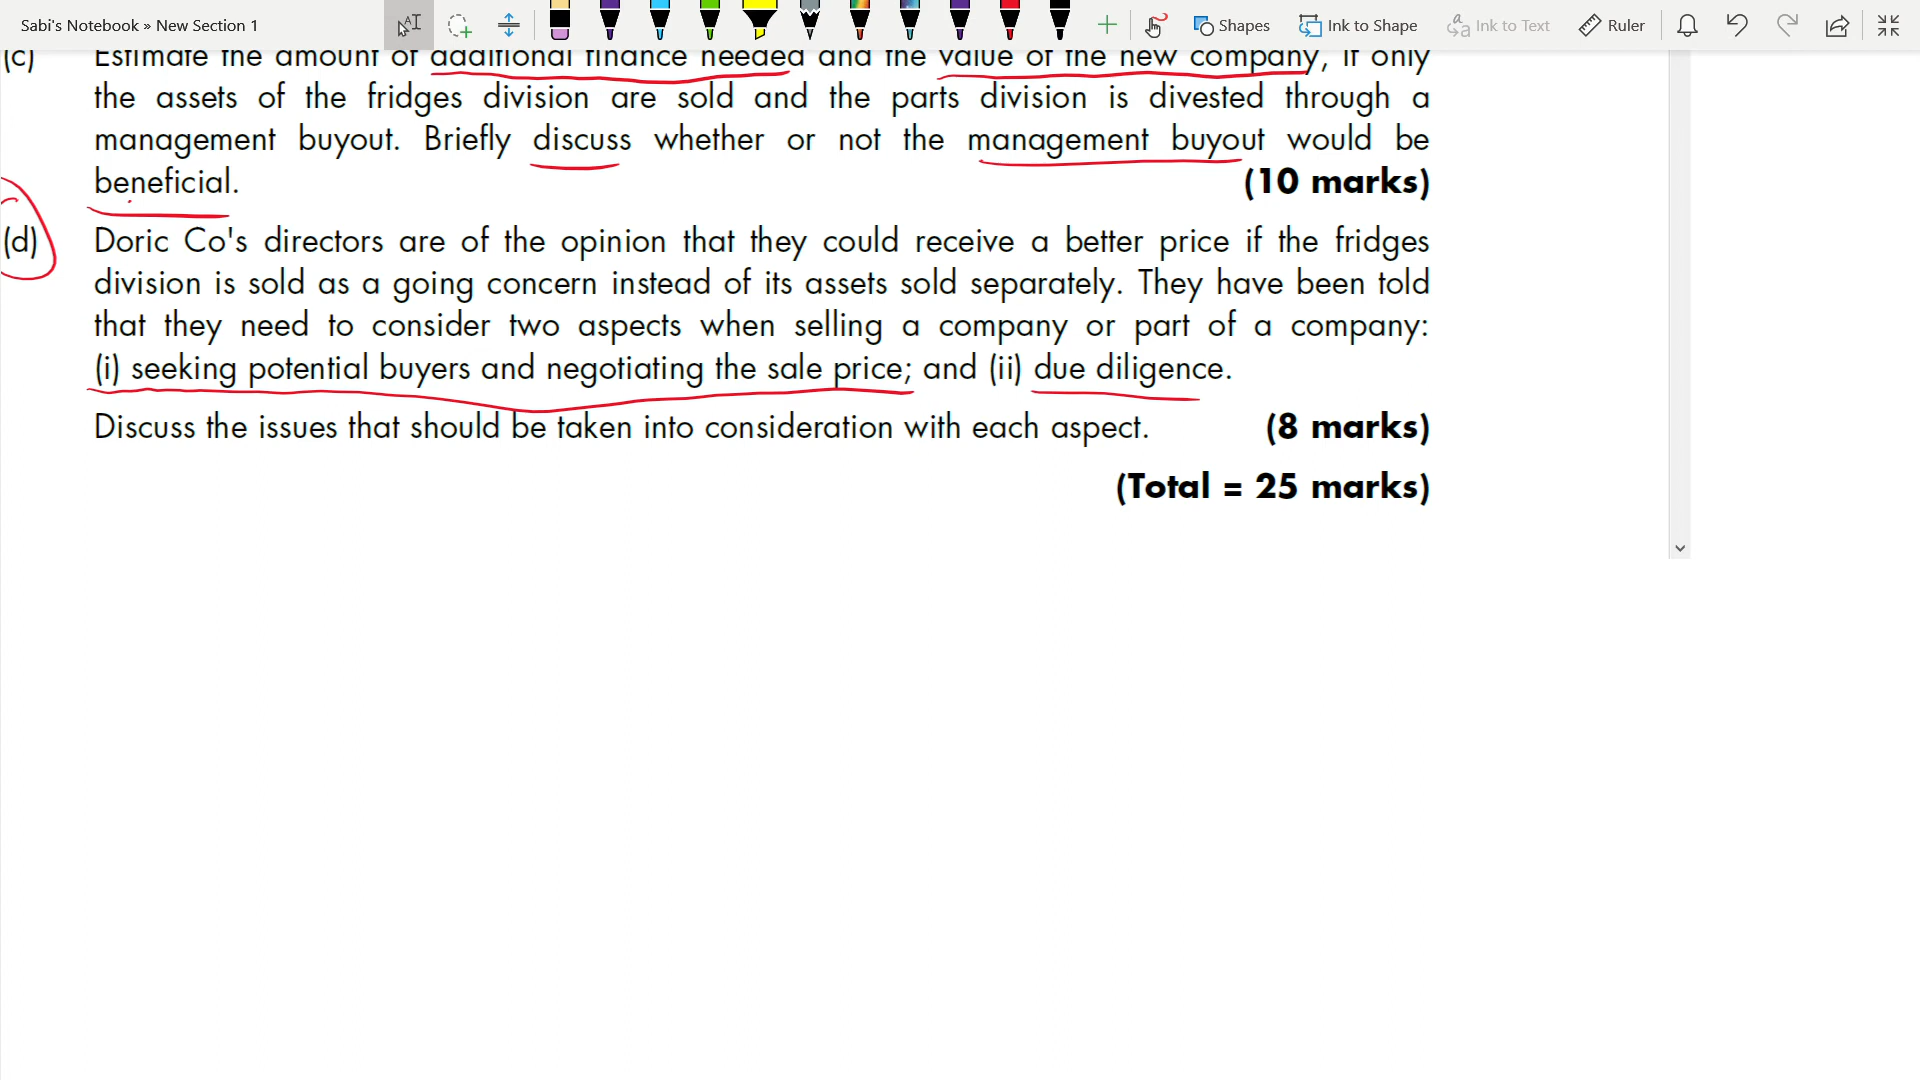 Sabi's Notebook » New Section 1
Shapes
Ink to Shape
Ink to Text
Ruler
(c) Estimate the amount of additional finance needed and the value of the new company, if only
the assets of the fridges division are sold and the parts division is divested through a
management buyout. Briefly discuss whether or not the management buyout would be
beneficial. (10 marks)
(d) Doric Co's directors are of the opinion that they could receive a better price if the fridges
division is sold as a going concern instead of its assets sold separately. They have been told
that they need to consider two aspects when selling a company or part of a company:
(i) seeking potential buyers and negotiating the sale price; and (ii) due diligence.
Discuss the issues that should be taken into consideration with each aspect. (8 marks)
(Total = 25 marks)